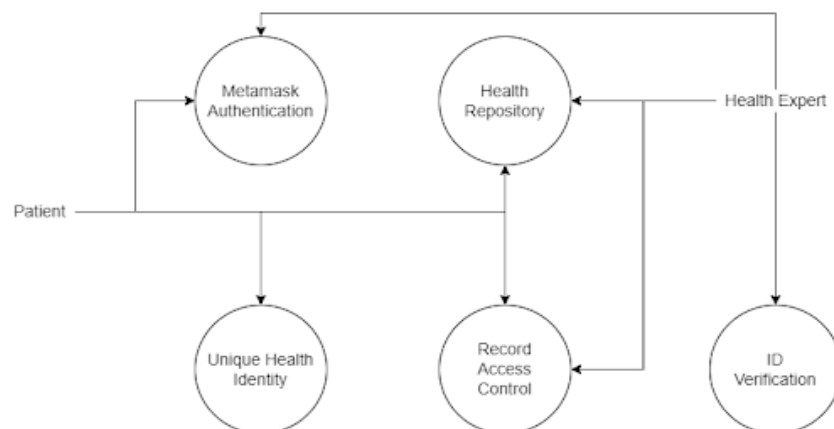 Metamask
Authentication
Health
Repository
Health Expert
Patient
Unique Health
Identity
Record
Access
Control
ID
Verification